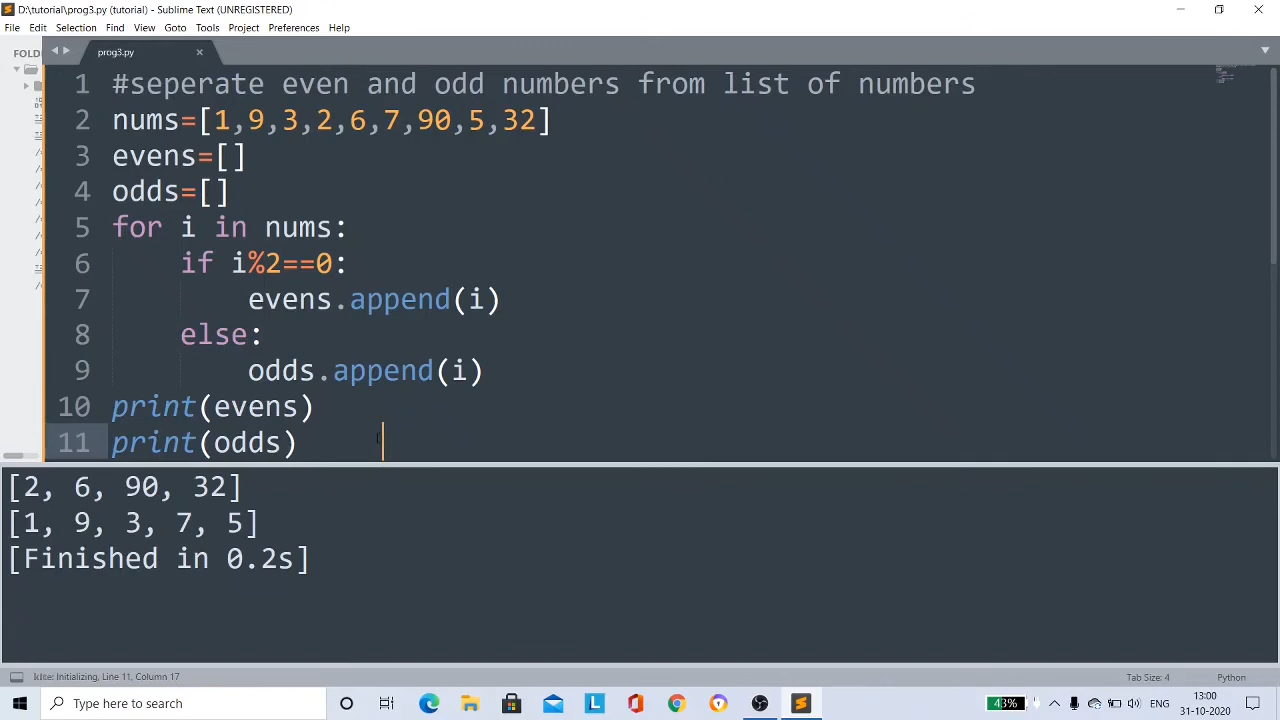 D:\tutorial\prog3.py (tutorial) - Sublime Text (UNREGISTERED)
File Edit Selection Find View Goto Tools Project Preferences Help
FOLD prog3.py
1 #seperate even and odd numbers from list of numbers
2 nums=[1,9,3,2,6,7,90,5,32]
3 evens=[]
4 odds=[]
5 for i in nums:
6 if i%2==0:
7 evens.append(i)
8 else:
9 odds.append(i)
10 print(evens)
11 print(odds)
[2, 6, 90, 32]
[1, 9, 3, 7, 5]
[Finished in 0.2s]
Initializing, Line 11, Column 17 Tab Size: 4 Python
Type here to search 43% ENG 13:00
31-10-2020